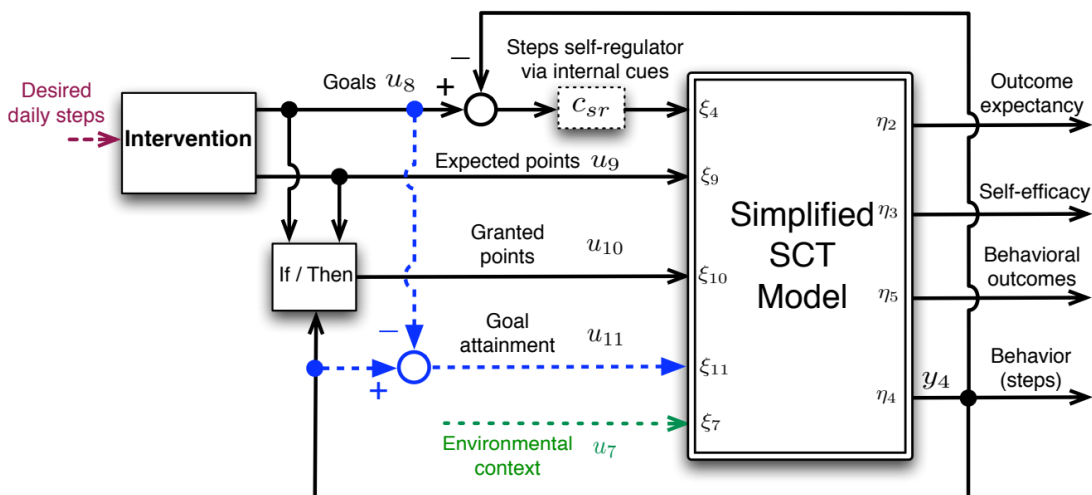 Desired
daily steps
Intervention
Goals u8
+
−
Steps self-regulator
via internal cues
csr
Expected points u9
If / Then
Granted
points
u10
−
+
Goal
attainment
u11
Environmental
context
u7
ξ4
ξ9
ξ10
ξ11
ξ7
Simplified
SCT
Model
η2
η3
η5
η4
y4
Outcome
expectancy
Self-efficacy
Behavioral
outcomes
Behavior
(steps)